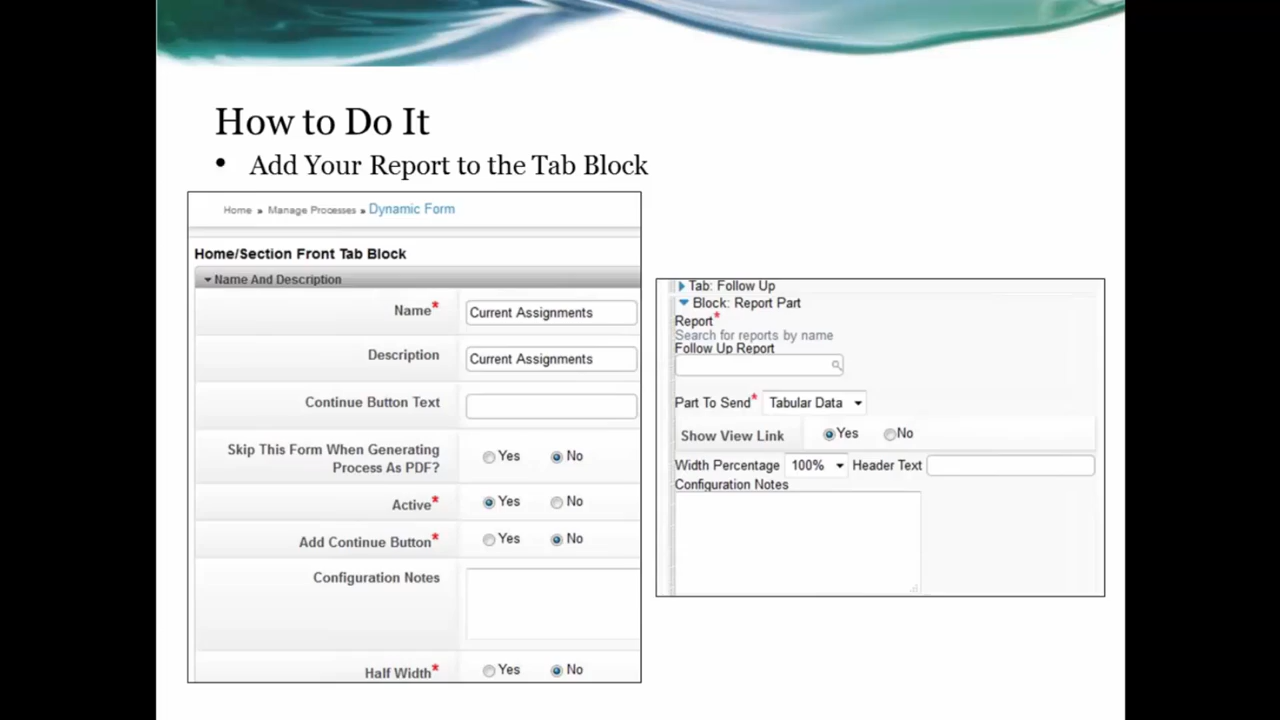 How to Do It
• Add Your Report to the Tab Block
Home » Manage Processes » Dynamic Form
Home/Section Front Tab Block
Name And Description
Name* Current Assignments
Description Current Assignments
Continue Button Text
Skip This Form When Generating
Process As PDF? Yes No
Active* Yes No
Add Continue Button* Yes No
Configuration Notes
Half Width* Yes No
Tab: Follow Up
Block: Report Part
Report*
Search for reports by name
Follow Up Report
Part To Send* Tabular Data
Show View Link Yes No
Width Percentage 100% Header Text
Configuration Notes